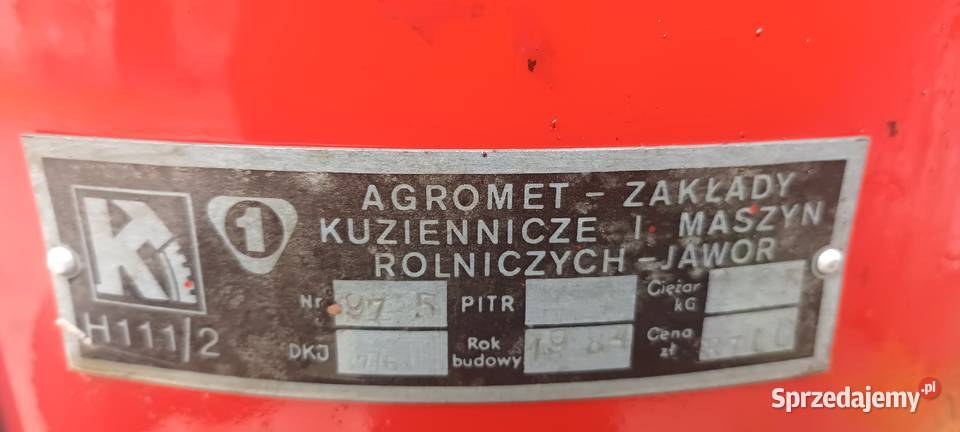 K
1
AGROMET - ZAKŁADY
KUZIENNICZE I MASZYN
ROLNICZYCH - JAWOR
Nr PITR Ciężar kG
H111/2
DKJ Rok budowy 1984 Cena zł
Sprzedajemy.pl